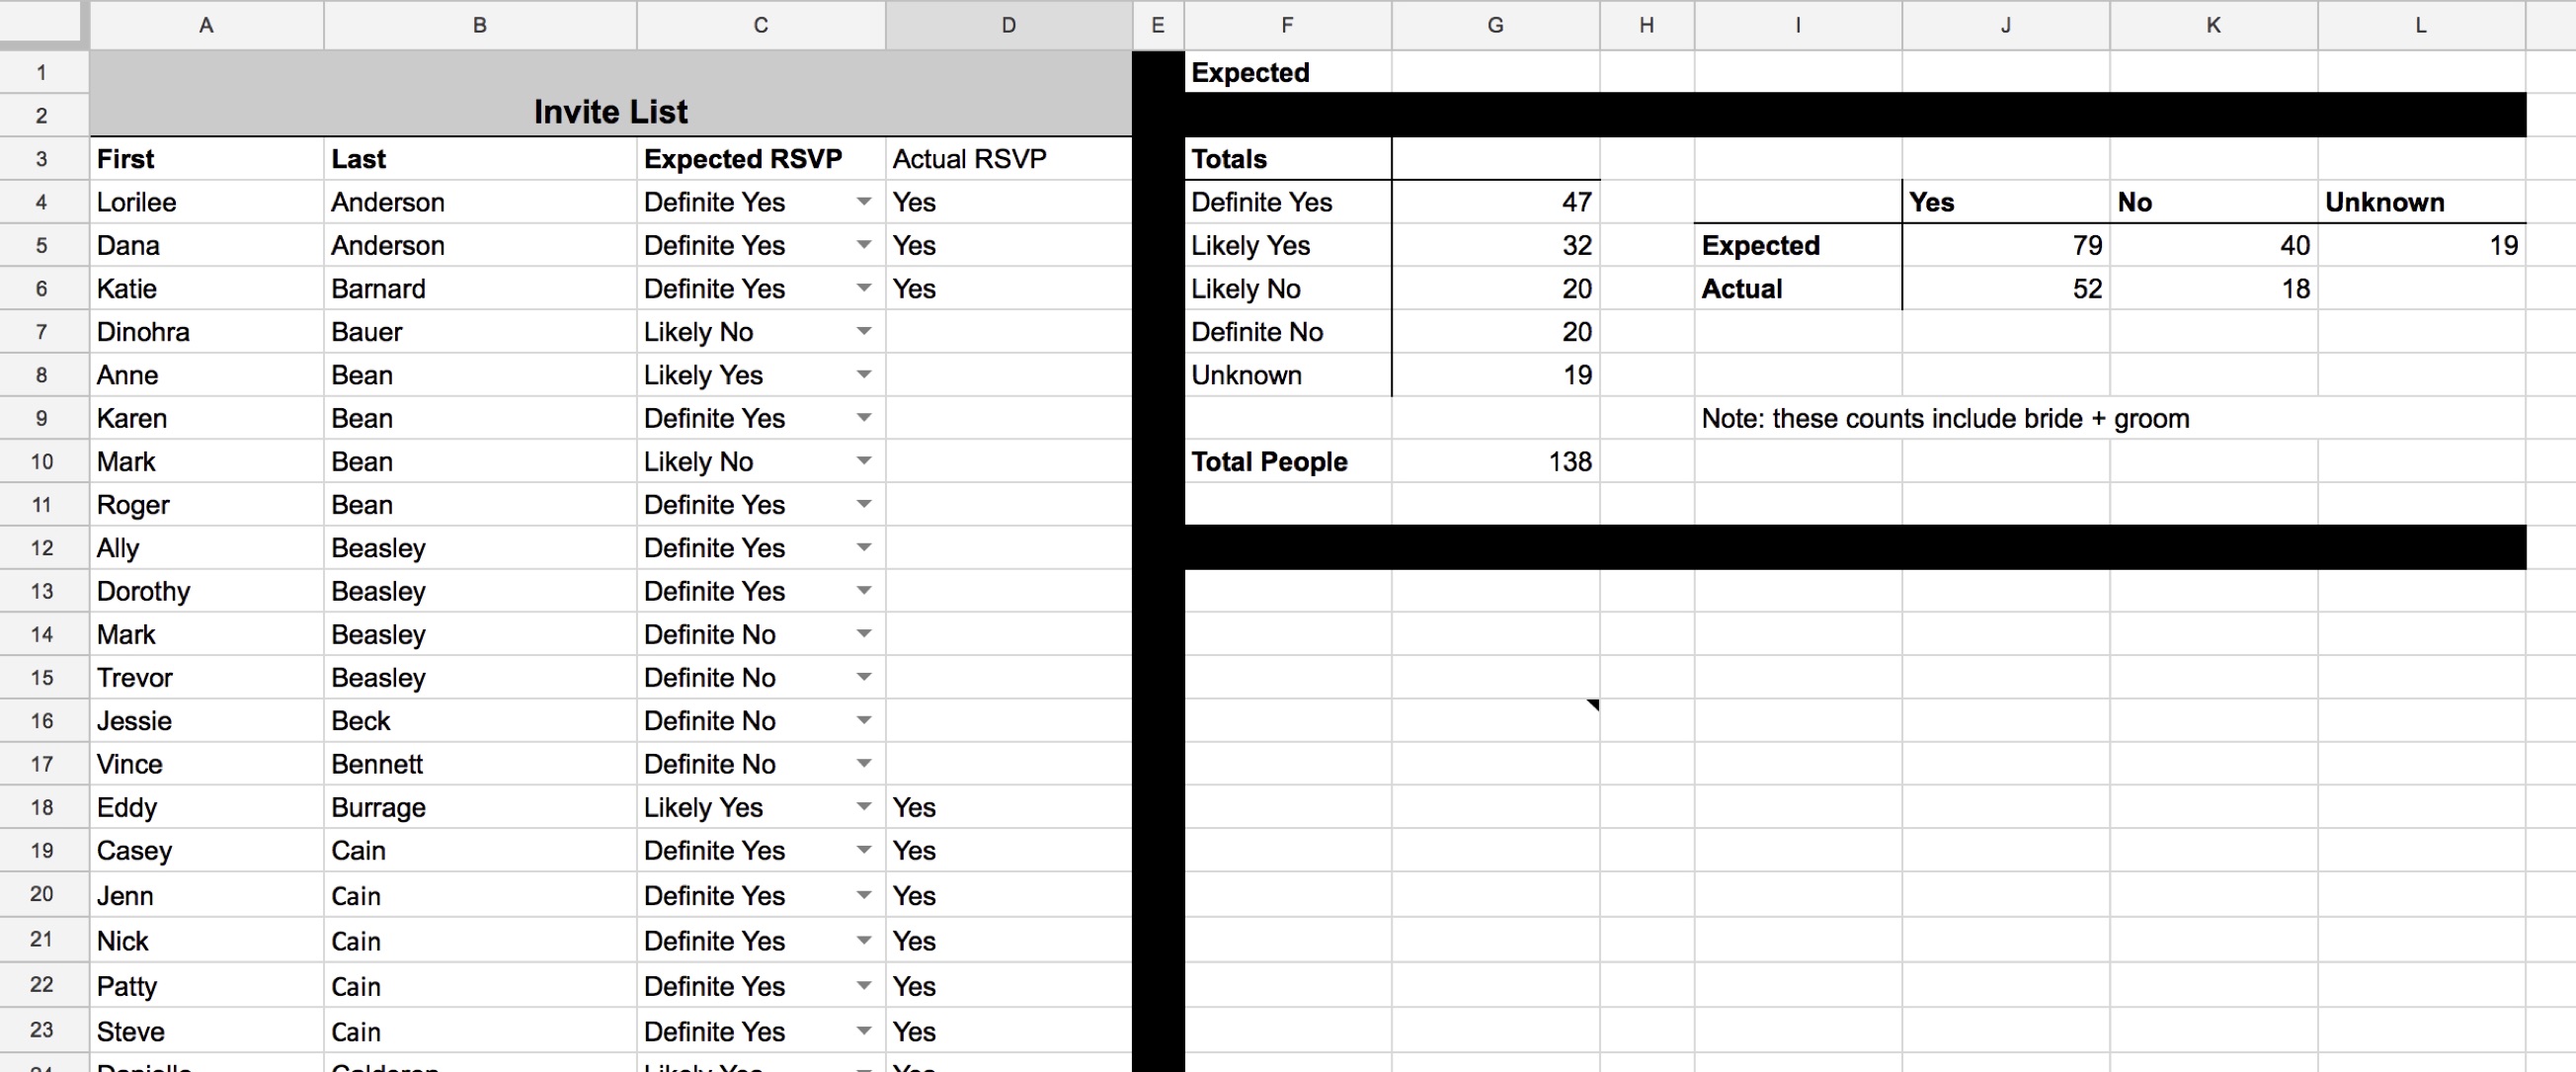 A B C D E F G H I J K L
1 Expected
2 Invite List
3 First Last Expected RSVP Actual RSVP Totals
4 Lorilee Anderson Definite Yes Yes Definite Yes 47 Yes No Unknown
5 Dana Anderson Definite Yes Yes Likely Yes 32 Expected 79 40 19
6 Katie Barnard Definite Yes Yes Likely No 20 Actual 52 18
7 Dinohra Bauer Likely No Definite No 20
8 Anne Bean Likely Yes Unknown 19
9 Karen Bean Definite Yes Note: these counts include bride + groom
10 Mark Bean Likely No Total People 138
11 Roger Bean Definite Yes
12 Ally Beasley Definite Yes
13 Dorothy Beasley Definite Yes
14 Mark Beasley Definite No
15 Trevor Beasley Definite No
16 Jessie Beck Definite No
17 Vince Bennett Definite No
18 Eddy Burrage Likely Yes Yes
19 Casey Cain Definite Yes Yes
20 Jenn Cain Definite Yes Yes
21 Nick Cain Definite Yes Yes
22 Patty Cain Definite Yes Yes
23 Steve Cain Definite Yes Yes